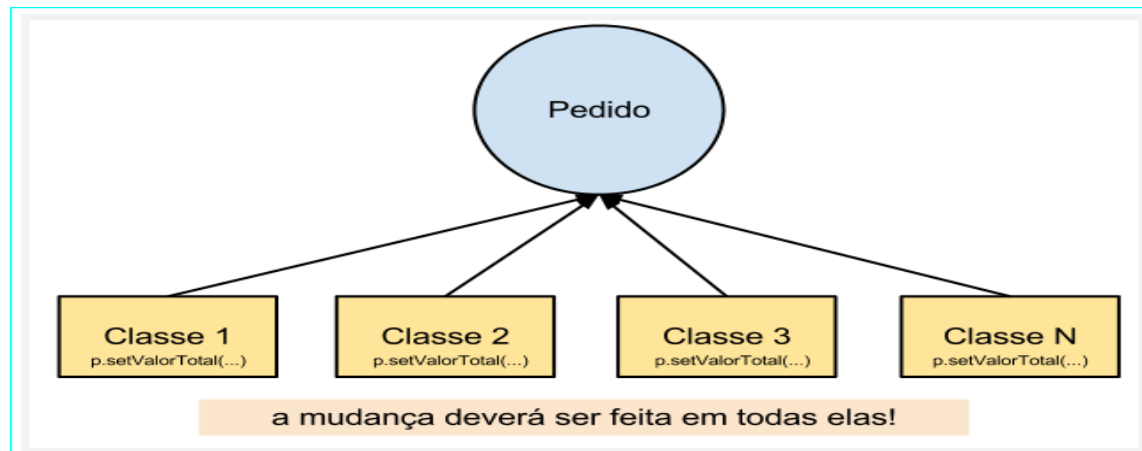 Pedido
Classe 1
p.setValorTotal(...)
Classe 2
p.setValorTotal(...)
Classe 3
p.setValorTotal(...)
Classe N
p.setValorTotal(...)
a mudança deverá ser feita em todas elas!